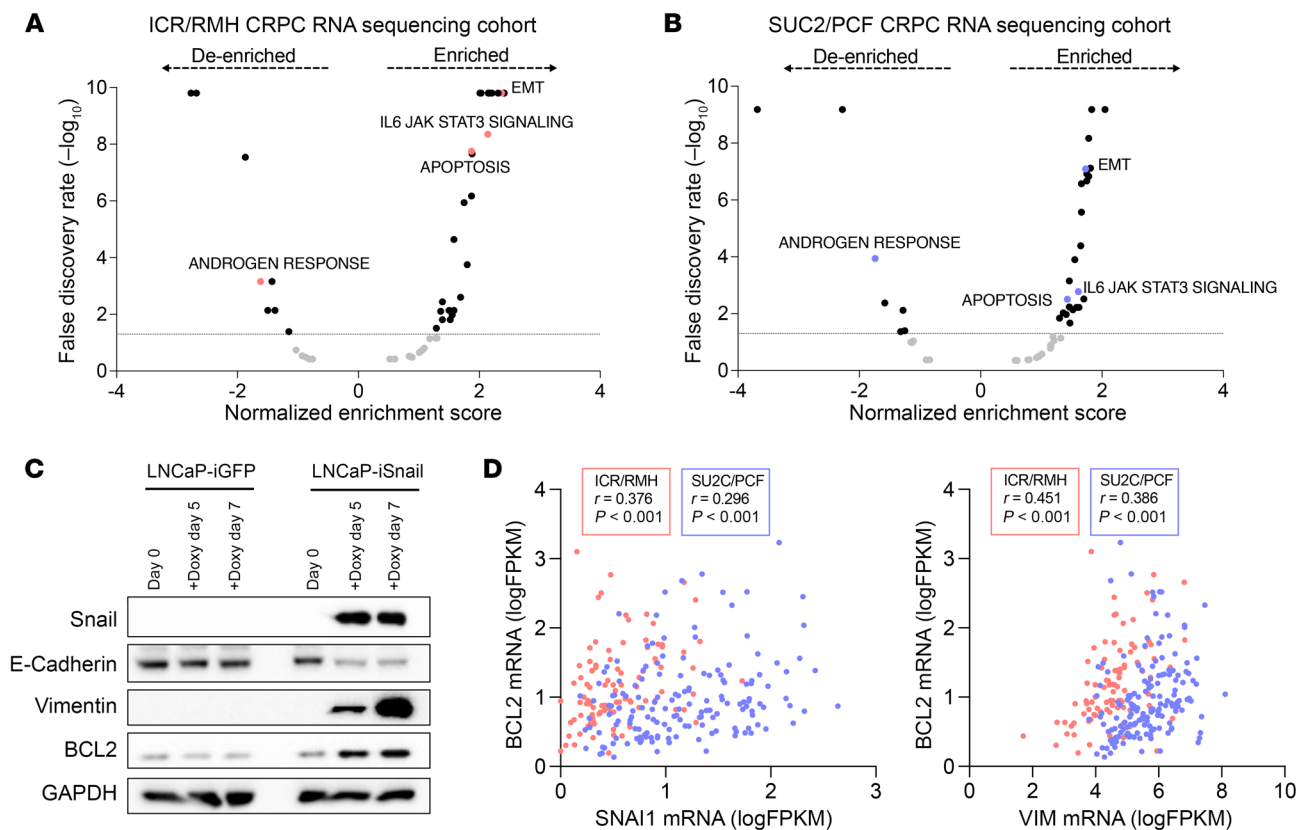 A
ICR/RMH CRPC RNA sequencing cohort
De-enriched
Enriched
False discovery rate (–log10)
10
8
6
4
2
0
EMT
IL6 JAK STAT3 SIGNALING
APOPTOSIS
ANDROGEN RESPONSE
-4
-2
0
2
4
Normalized enrichment score
B
SUC2/PCF CRPC RNA sequencing cohort
De-enriched
Enriched
False discovery rate (–log10)
10
8
6
4
2
0
EMT
ANDROGEN RESPONSE
IL6 JAK STAT3 SIGNALING
APOPTOSIS
-4
-2
0
2
4
Normalized enrichment score
C
LNCaP-iGFP
LNCaP-iSnail
Day 0
+Doxy day 5
+Doxy day 7
Day 0
+Doxy day 5
+Doxy day 7
Snail
E-Cadherin
Vimentin
BCL2
GAPDH
D
ICR/RMH
r = 0.376
P < 0.001
SU2C/PCF
r = 0.296
P < 0.001
BCL2 mRNA (logFPKM)
4
3
2
1
0
0
1
2
3
SNAI1 mRNA (logFPKM)
ICR/RMH
r = 0.451
P < 0.001
SU2C/PCF
r = 0.386
P < 0.001
BCL2 mRNA (logFPKM)
4
3
2
1
0
0
2
4
6
8
10
VIM mRNA (logFPKM)